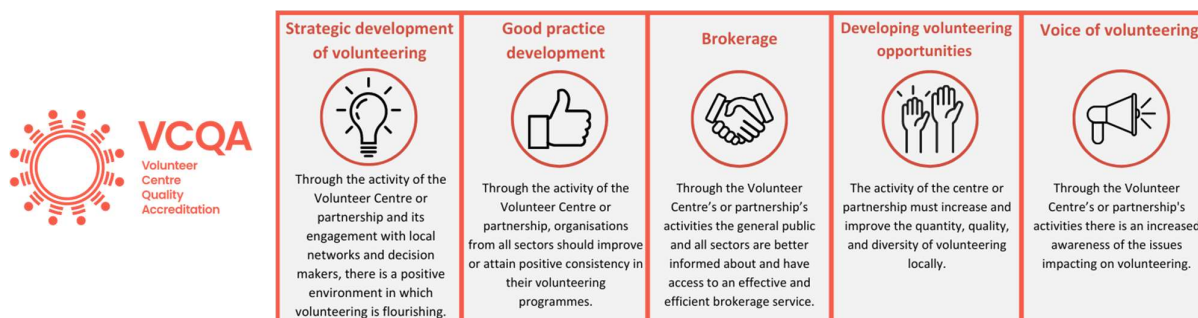 VCQA
Volunteer
Centre
Quality
Accreditation
Strategic development
of volunteering
Through the activity of the
Volunteer Centre or
partnership and its
engagement with local
networks and decision
makers, there is a positive
environment in which
volunteering is flourishing.
Good practice
development
Through the activity of the
Volunteer Centre or
partnership, organisations
from all sectors should improve
or attain positive consistency in
their volunteering
programmes.
Brokerage
Through the Volunteer
Centre’s or partnership’s
activities the general public
and all sectors are better
informed about and have
access to an effective and
efficient brokerage service.
Developing volunteering
opportunities
The activity of the centre or
partnership must increase and
improve the quantity, quality,
and diversity of volunteering
locally.
Voice of volunteering
Through the Volunteer
Centre’s or partnership's
activities there is an increased
awareness of the issues
impacting on volunteering.